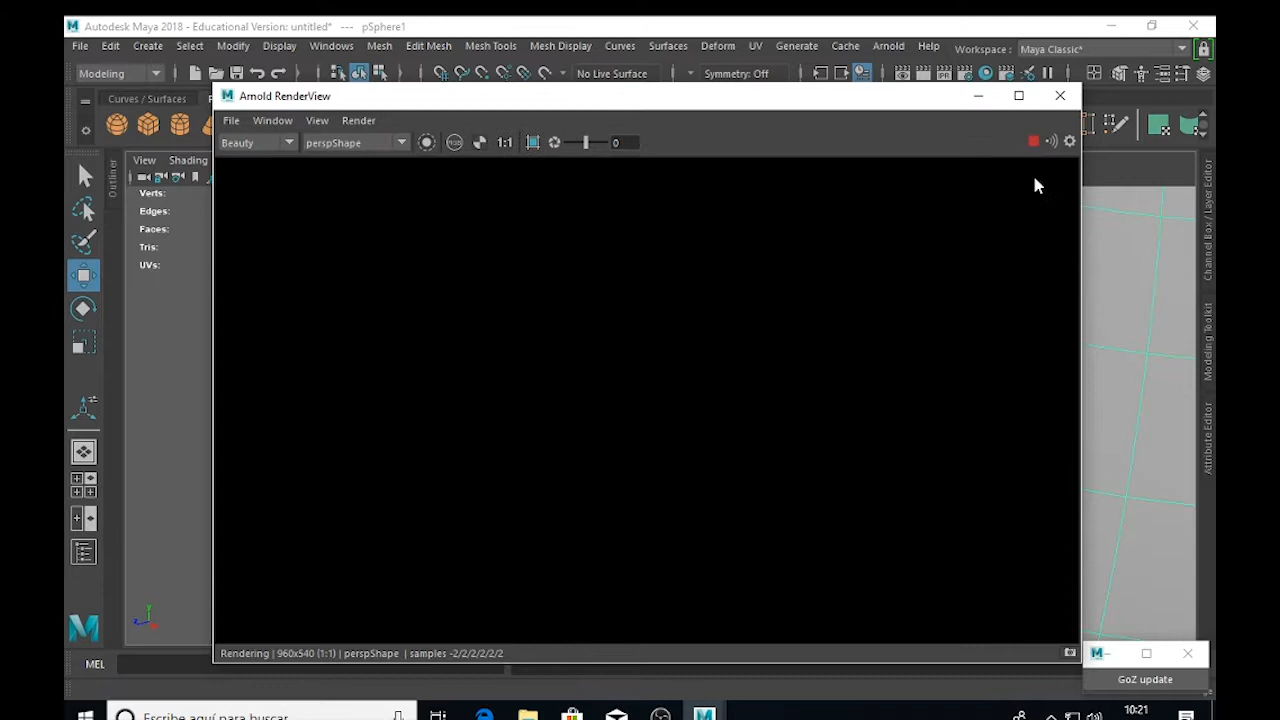 Autodesk Maya 2018 - Educational Version: untitled* --- pSphere1
File Edit Create Select Modify Display Windows Mesh Edit Mesh Mesh Tools Mesh Display Curves Surfaces Deform UV Generate Cache Arnold Help Workspace : Maya Classic*
Modeling No Live Surface Symmetry: Off IPR
Curves / Surfaces
Arnold RenderView
File Window View Render
Beauty perspShape RGB 1:1 0
View Shading
Outliner
Verts:
Edges:
Faces:
Tris:
UVs:
Channel Box / Layer Editor
Modeling Toolkit
Attribute Editor
y
z
Rendering | 960x540 (1:1) | perspShape | samples -2/2/2/2/2/2
MEL
GoZ update
Escribe aquí para buscar
10:21